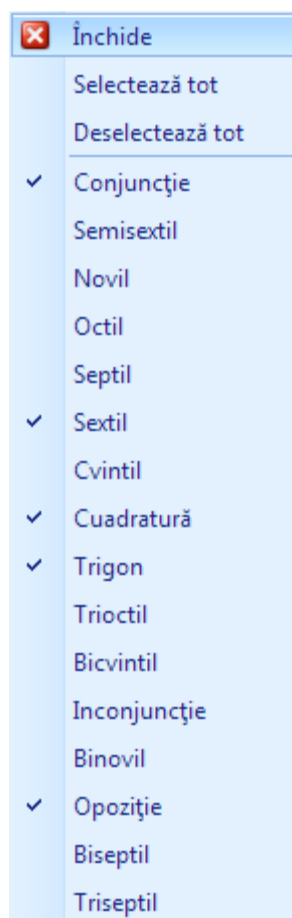 Închide
Selectează tot
Deselectează tot
Conjuncţie
Semisextil
Novil
Octil
Septil
Sextil
Cvintil
Cuadratură
Trigon
Trioctil
Bicvintil
Inconjuncţie
Binovil
Opoziţie
Biseptil
Triseptil